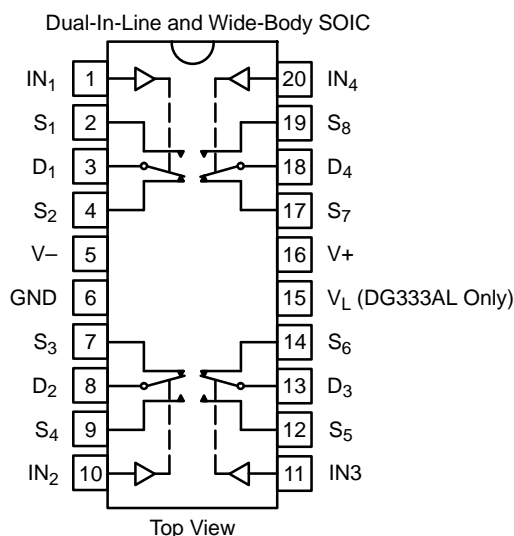 Dual-In-Line and Wide-Body SOIC
IN1 1 20 IN4
S1 2 19 S8
D1 3 18 D4
S2 4 17 S7
V– 5 16 V+
GND 6 15 VL (DG333AL Only)
S3 7 14 S6
D2 8 13 D3
S4 9 12 S5
IN2 10 11 IN3
Top View